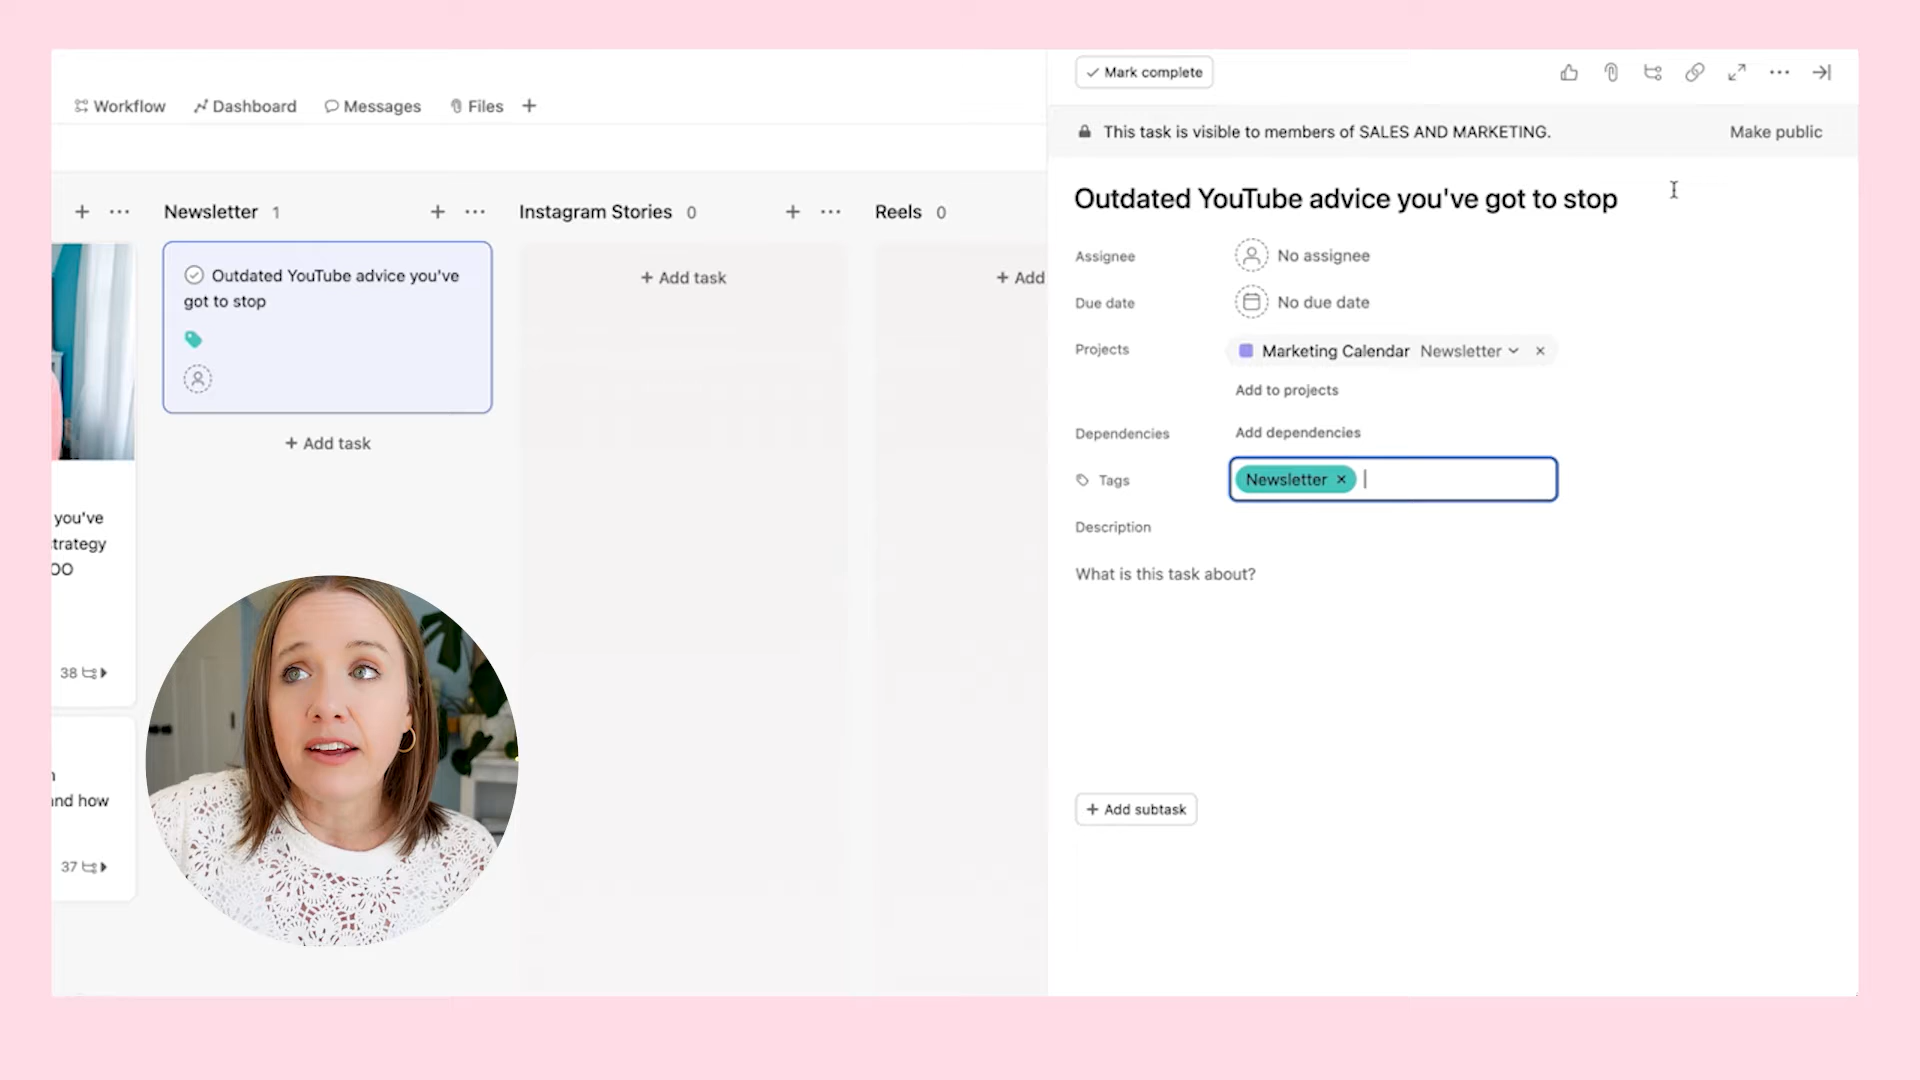 Workflow
Dashboard
Messages
Files
Newsletter 1
Instagram Stories 0
Reels 0
Outdated YouTube advice you've
got to stop
+ Add task
+ Add task
+ Add
you've
trategy
OO
38
and how
37
Mark complete
This task is visible to members of SALES AND MARKETING.
Make public
Outdated YouTube advice you've got to stop
Assignee
No assignee
Due date
No due date
Projects
Marketing Calendar Newsletter
Add to projects
Dependencies
Add dependencies
Tags
Newsletter ×
Description
What is this task about?
+ Add subtask